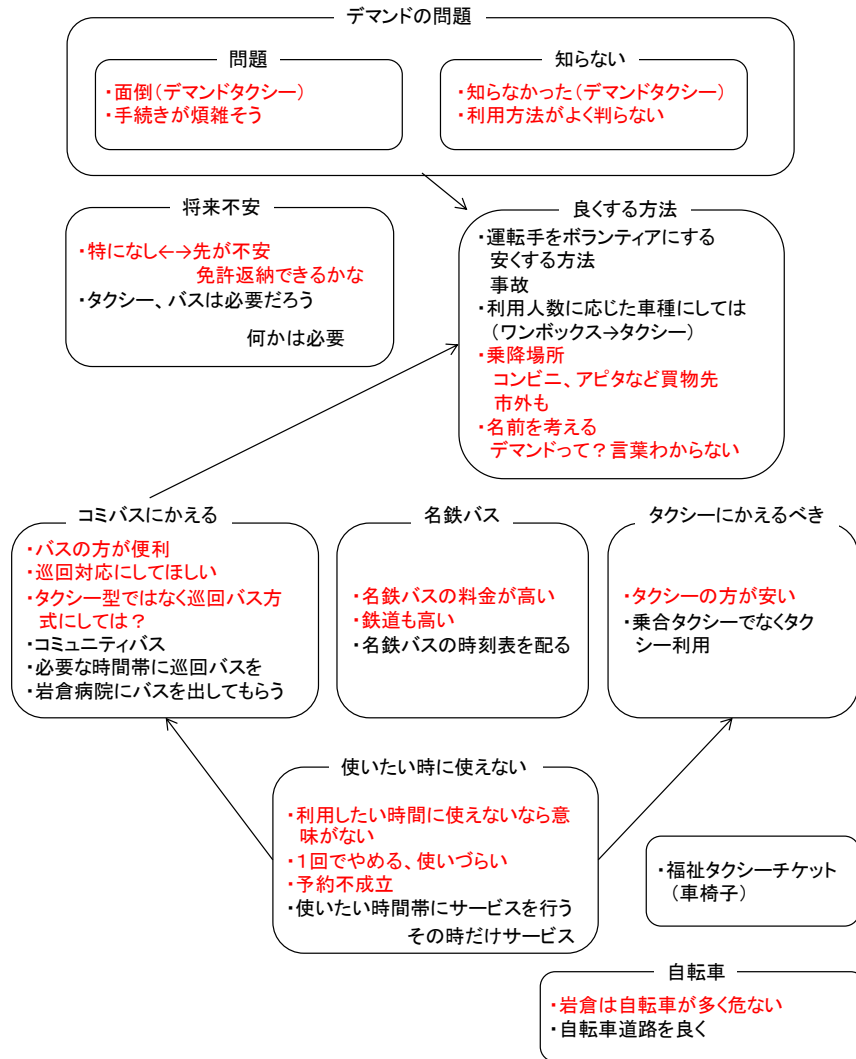 デマンドの問題
問題
・面倒（デマンドタクシー）
・手続きが煩雑そう
知らない
・知らなかった（デマンドタクシー）
・利用方法がよく判らない
将来不安
・特になし←→先が不安
免許返納できるかな
・タクシー、バスは必要だろう
何かは必要
良くする方法
・運転手をボランティアにする
安くする方法
事故
・利用人数に応じた車種にしては
（ワンボックス→タクシー）
・乗降場所
コンビニ、アピタなど買物先
市外も
・名前を考える
デマンドって？言葉わからない
コミバスにかえる
・バスの方が便利
・巡回対応にしてほしい
・タクシー型ではなく巡回バス方
式にしては？
・コミュニティバス
・必要な時間帯に巡回バスを
・岩倉病院にバスを出してもらう
名鉄バス
・名鉄バスの料金が高い
・鉄道も高い
・名鉄バスの時刻表を配る
タクシーにかえるべき
・タクシーの方が安い
・乗合タクシーでなくタク
シー利用
使いたい時に使えない
・利用したい時間に使えないなら意
味がない
・１回でやめる、使いづらい
・予約不成立
・使いたい時間帯にサービスを行う
その時だけサービス
・福祉タクシーチケット
（車椅子）
自転車
・岩倉は自転車が多く危ない
・自転車道路を良く